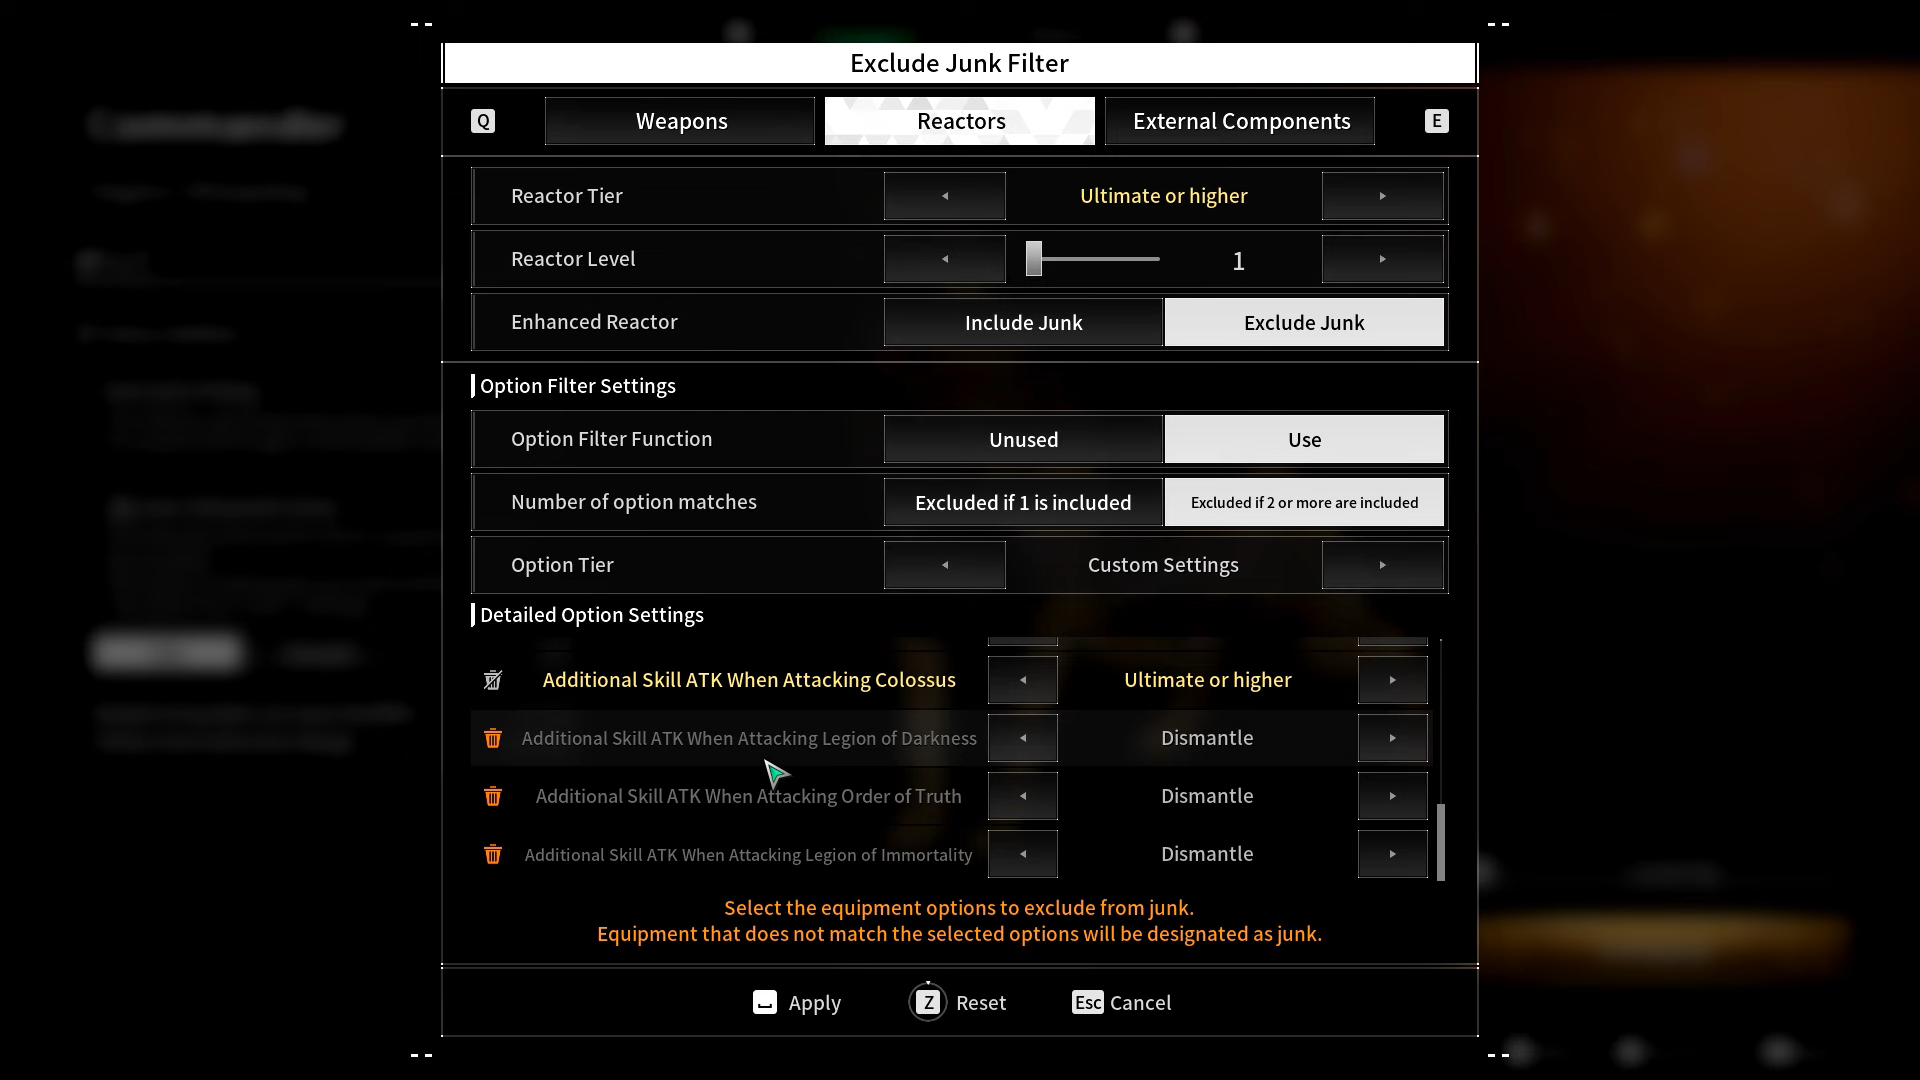 Exclude Junk Filter
Q
Weapons
Reactors
External Components
E
Reactor Tier
Ultimate or higher
Reactor Level
1
Enhanced Reactor
Include Junk
Exclude Junk
Option Filter Settings
Option Filter Function
Unused
Use
Number of option matches
Excluded if 1 is included
Excluded if 2 or more are included
Option Tier
Custom Settings
Detailed Option Settings
Additional Skill ATK When Attacking Colossus
Ultimate or higher
Additional Skill ATK When Attacking Legion of Darkness
Dismantle
Additional Skill ATK When Attacking Order of Truth
Dismantle
Additional Skill ATK When Attacking Legion of Immortality
Dismantle
Select the equipment options to exclude from junk.
Equipment that does not match the selected options will be designated as junk.
Apply
Z Reset
Esc Cancel